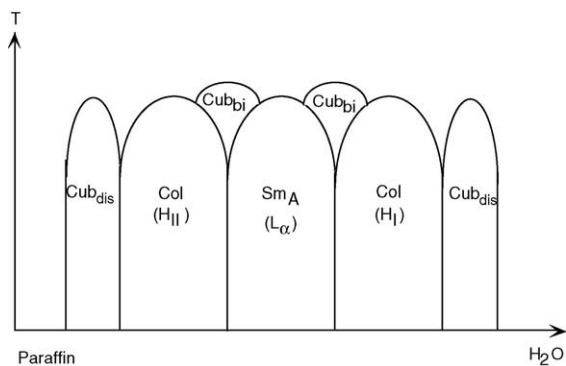 T
Cub_bi
Cub_bi
Cub_dis
Col
(H_II)
Sm_A
(L_α)
Col
(H_I)
Cub_dis
Paraffin
H_2O